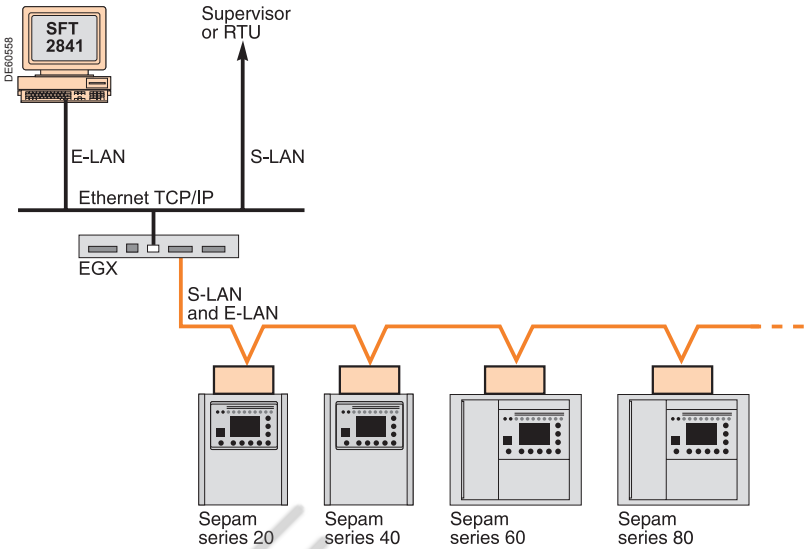 DE60558
SFT
2841
Supervisor
or RTU
E-LAN
S-LAN
Ethernet TCP/IP
EGX
S-LAN
and E-LAN
Sepam
series 20
Sepam
series 40
Sepam
series 60
Sepam
series 80